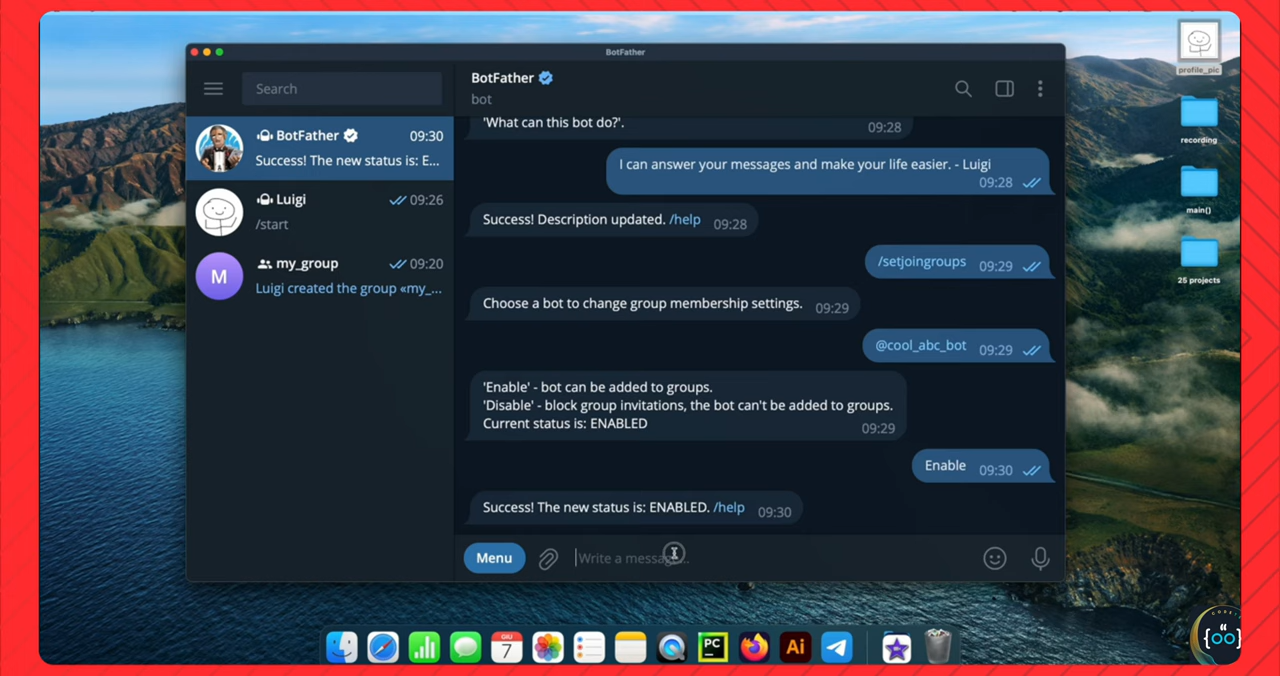 BotFather
Search
BotFather 09:30
Success! The new status is: E...
Luigi 09:26
/start
M
my_group 09:20
Luigi created the group «my_...
BotFather
bot
'What can this bot do?'. 09:28
I can answer your messages and make your life easier. - Luigi
09:28
Success! Description updated. /help 09:28
/setjoingroups 09:29
Choose a bot to change group membership settings. 09:29
@cool_abc_bot 09:29
'Enable' - bot can be added to groups.
'Disable' - block group invitations, the bot can't be added to groups.
Current status is: ENABLED 09:29
Enable 09:30
Success! The new status is: ENABLED. /help 09:30
Menu
Write a message...
profile_pic
recording
main()
25 projects
GIU
7
PC
Ai